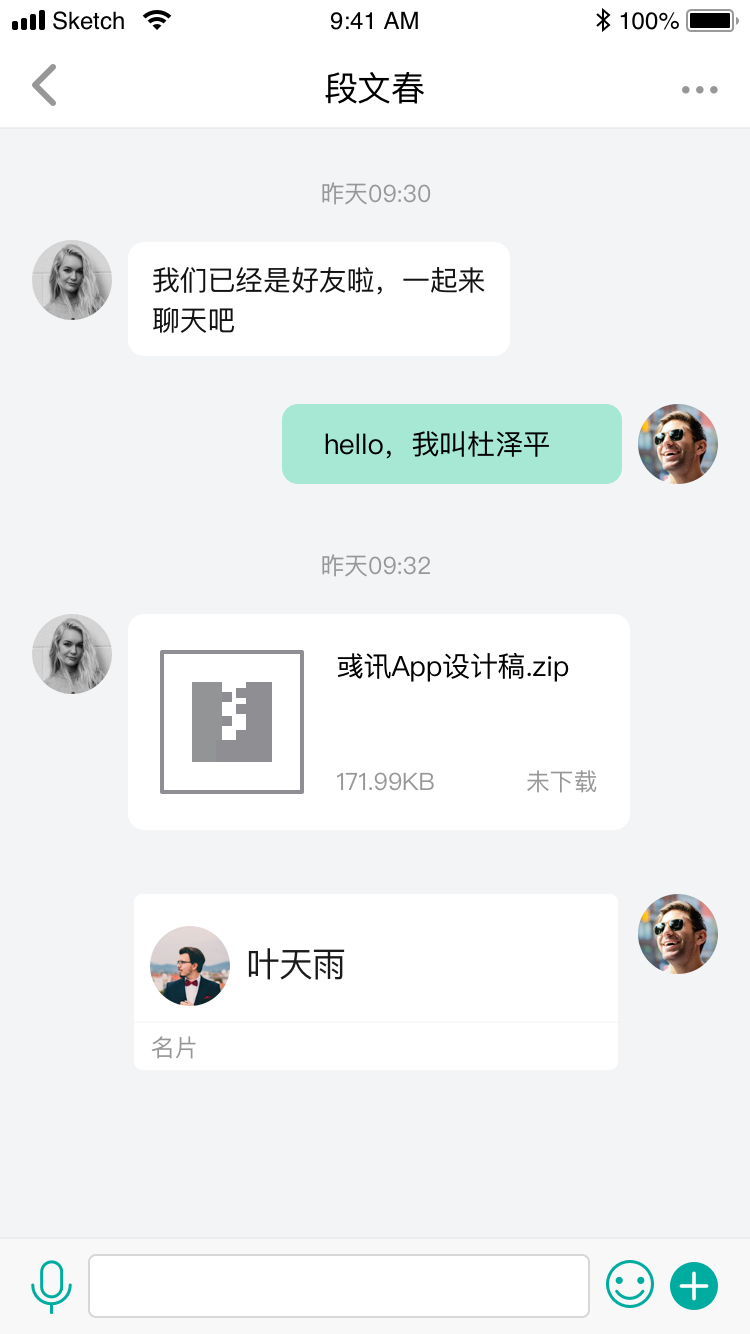 Sketch 9:41 AM 100%
段文春
昨天09:30
我们已经是好友啦，一起来
聊天吧
hello，我叫杜泽平
昨天09:32
彧讯App设计稿.zip
171.99KB 未下载
叶天雨
名片